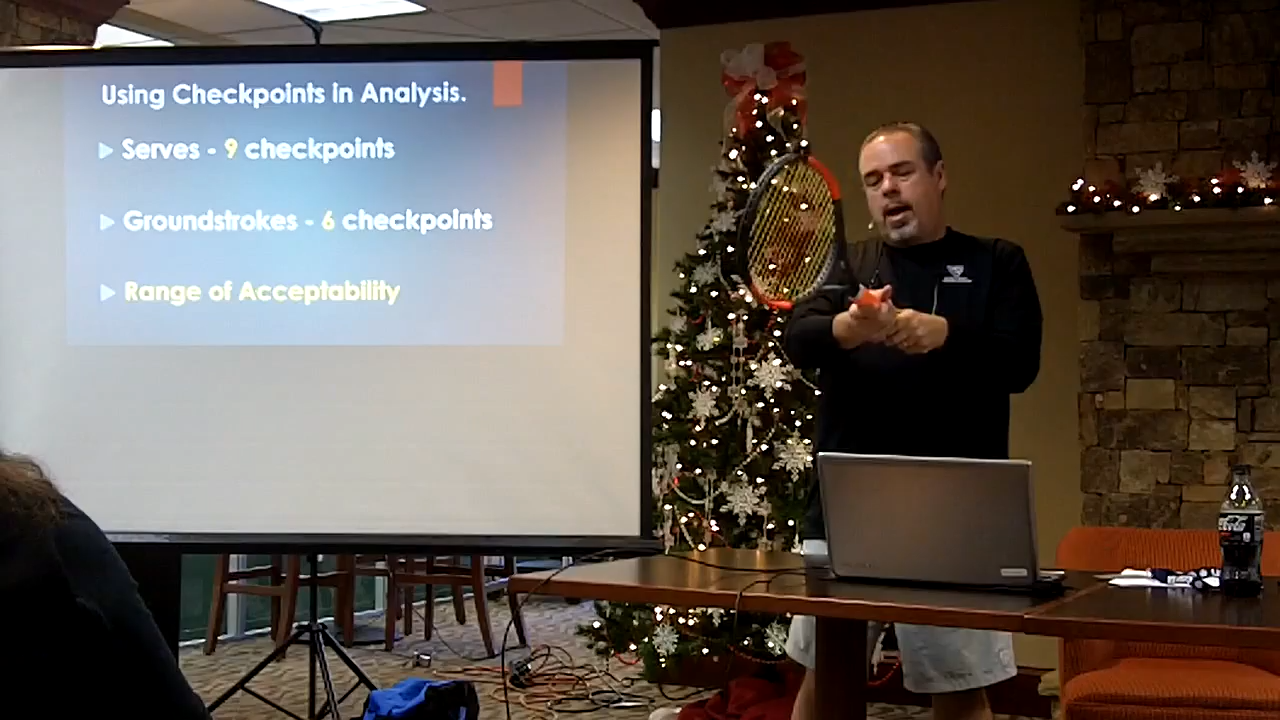 Using Checkpoints in Analysis.
Serves - 9 checkpoints
Groundstrokes - 6 checkpoints
Range of Acceptability